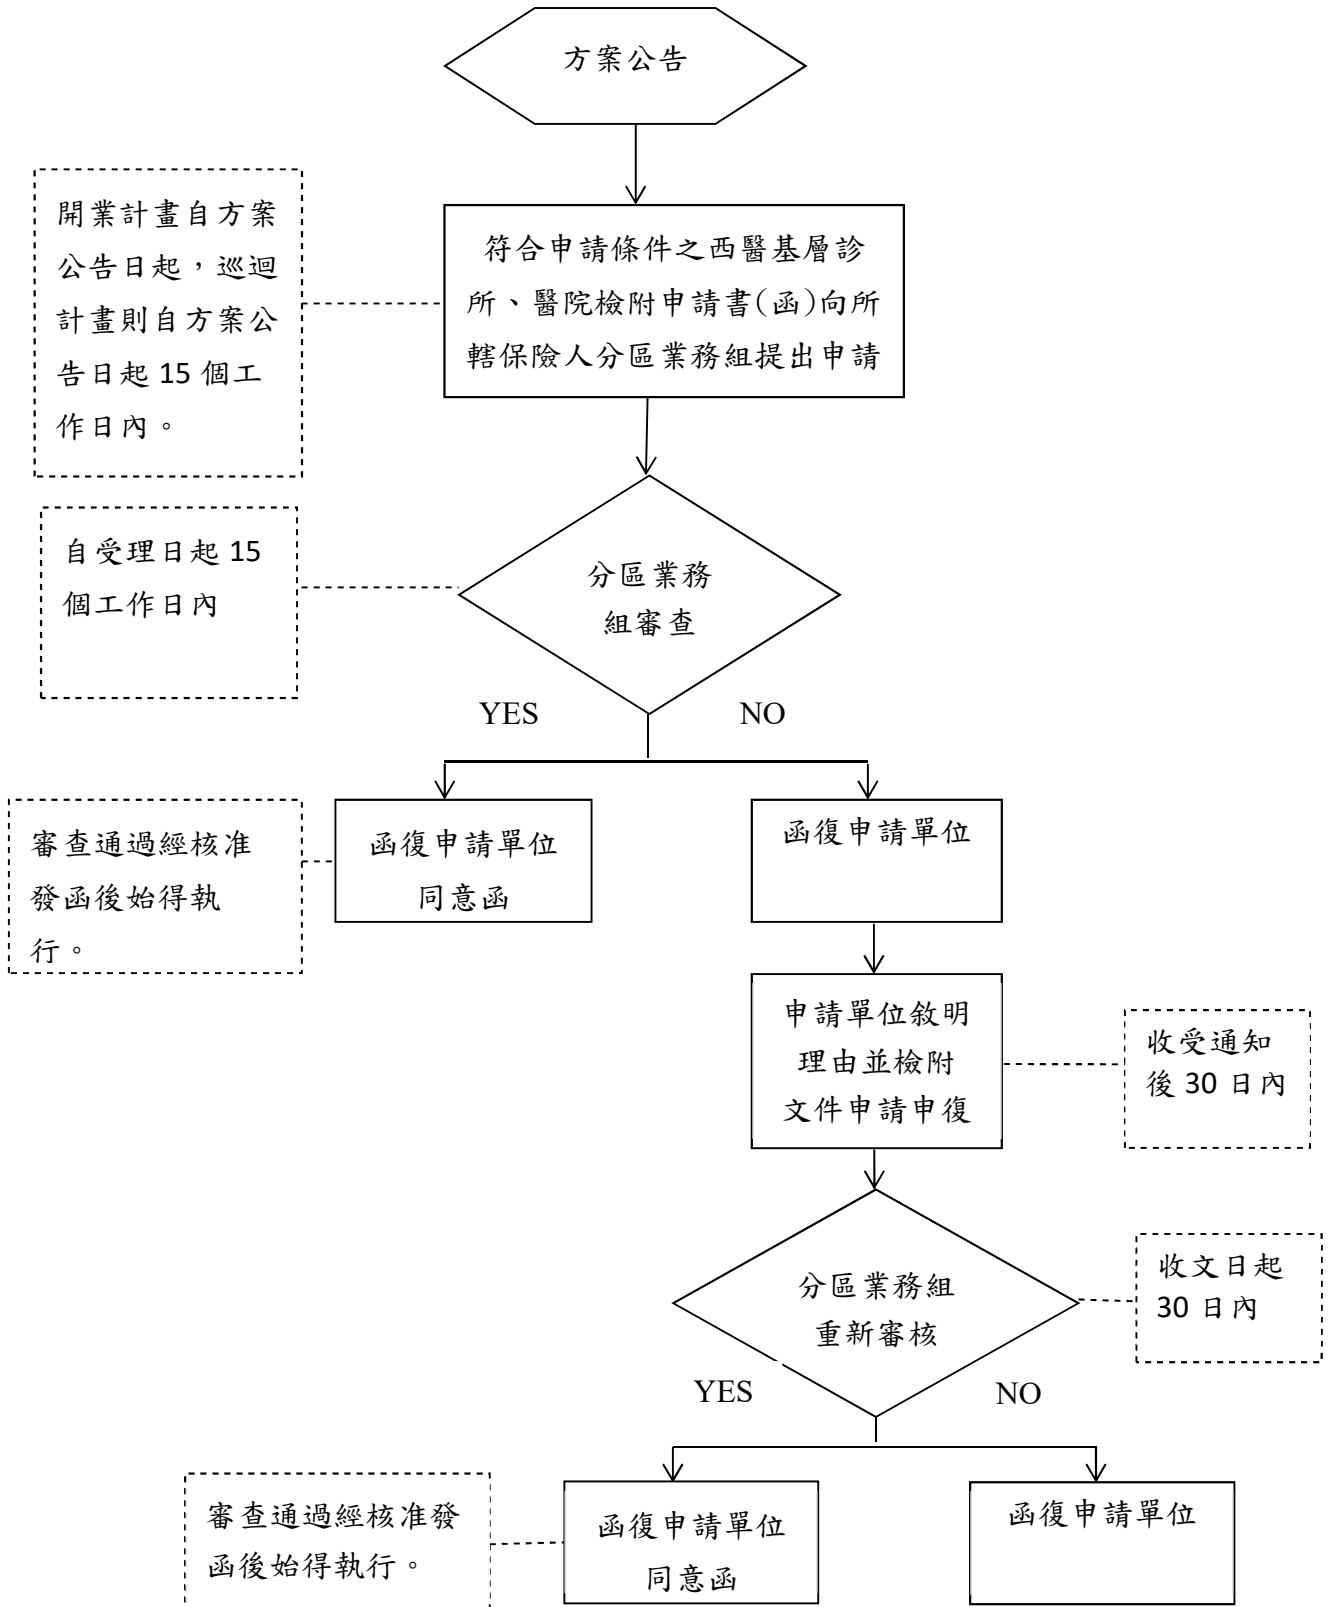 方案公告
開業計畫自方案
公告日起，巡迴
計畫則自方案公
告日起 15 個工
作日內。
符合申請條件之西醫基層診
所、醫院檢附申請書(函)向所
轄保險人分區業務組提出申請
自受理日起 15
個工作日內
分區業務
組審查
YES
NO
審查通過經核准
發函後始得執
行。
函復申請單位
同意函
函復申請單位
申請單位敘明
理由並檢附
文件申請申復
收受通知
後 30 日內
分區業務組
重新審核
收文日起
30 日內
YES
NO
審查通過經核准發
函後始得執行。
函復申請單位
同意函
函復申請單位